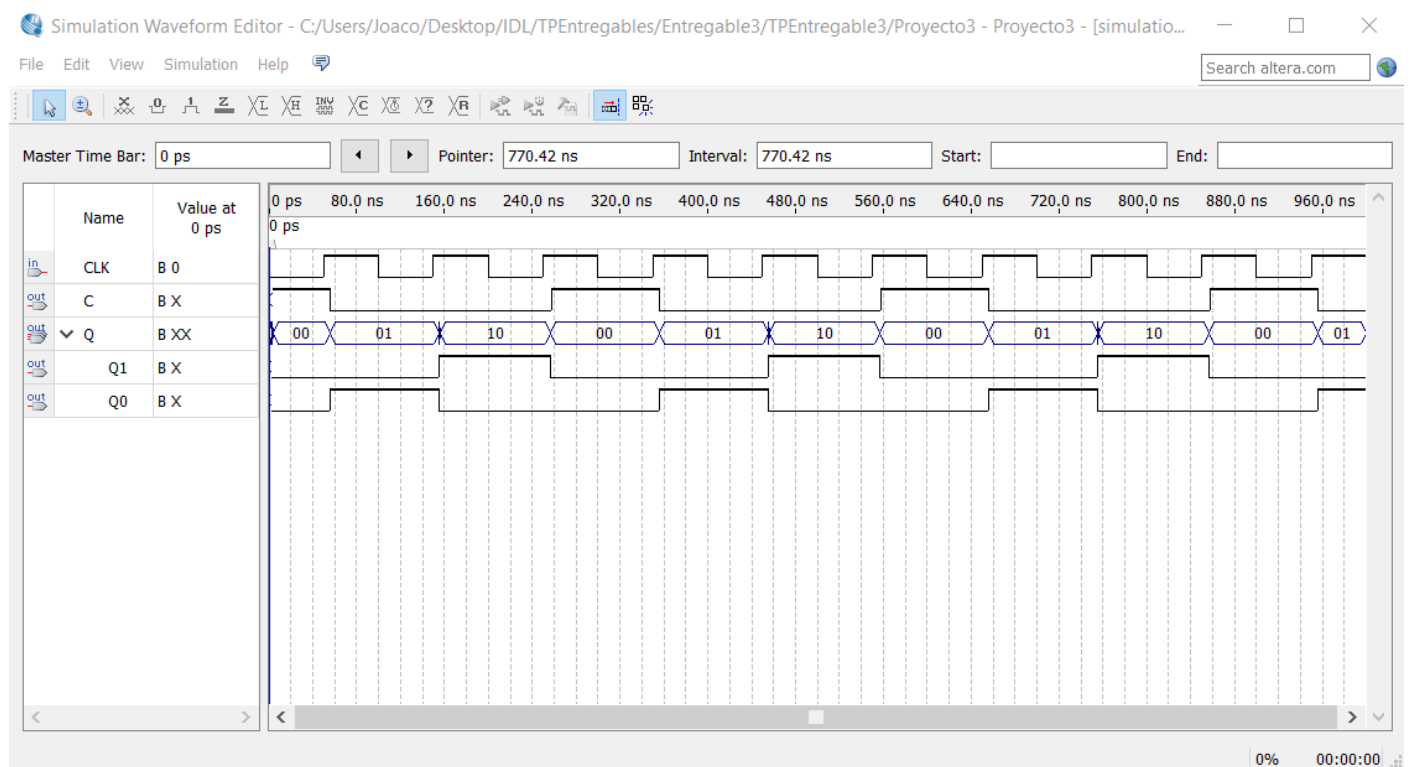 Simulation Waveform Editor - C:/Users/Joaco/Desktop/IDL/TPEntregables/Entregable3/TPEntregable3/Proyecto3 - Proyecto3 - [simulatio...
File Edit View Simulation Help
Search altera.com
Master Time Bar: 0 ps Pointer: 770.42 ns Interval: 770.42 ns Start: End:
Name Value at 0 ps
0 ps 80.0 ns 160.0 ns 240.0 ns 320.0 ns 400.0 ns 480.0 ns 560.0 ns 640.0 ns 720.0 ns 800.0 ns 880.0 ns 960.0 ns
0 ps
in CLK B 0
out C B X
out Q B XX 00 01 10 00 01 10 00 01 10 00 01
out Q1 B X
out Q0 B X
0% 00:00:00